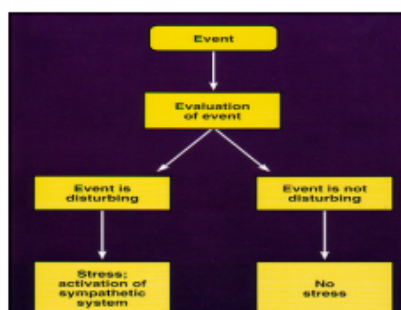 Event
Evaluation
of event
Event is
disturbing
Event is not
disturbing
Stress;
activation of
sympathetic
system
No
stress